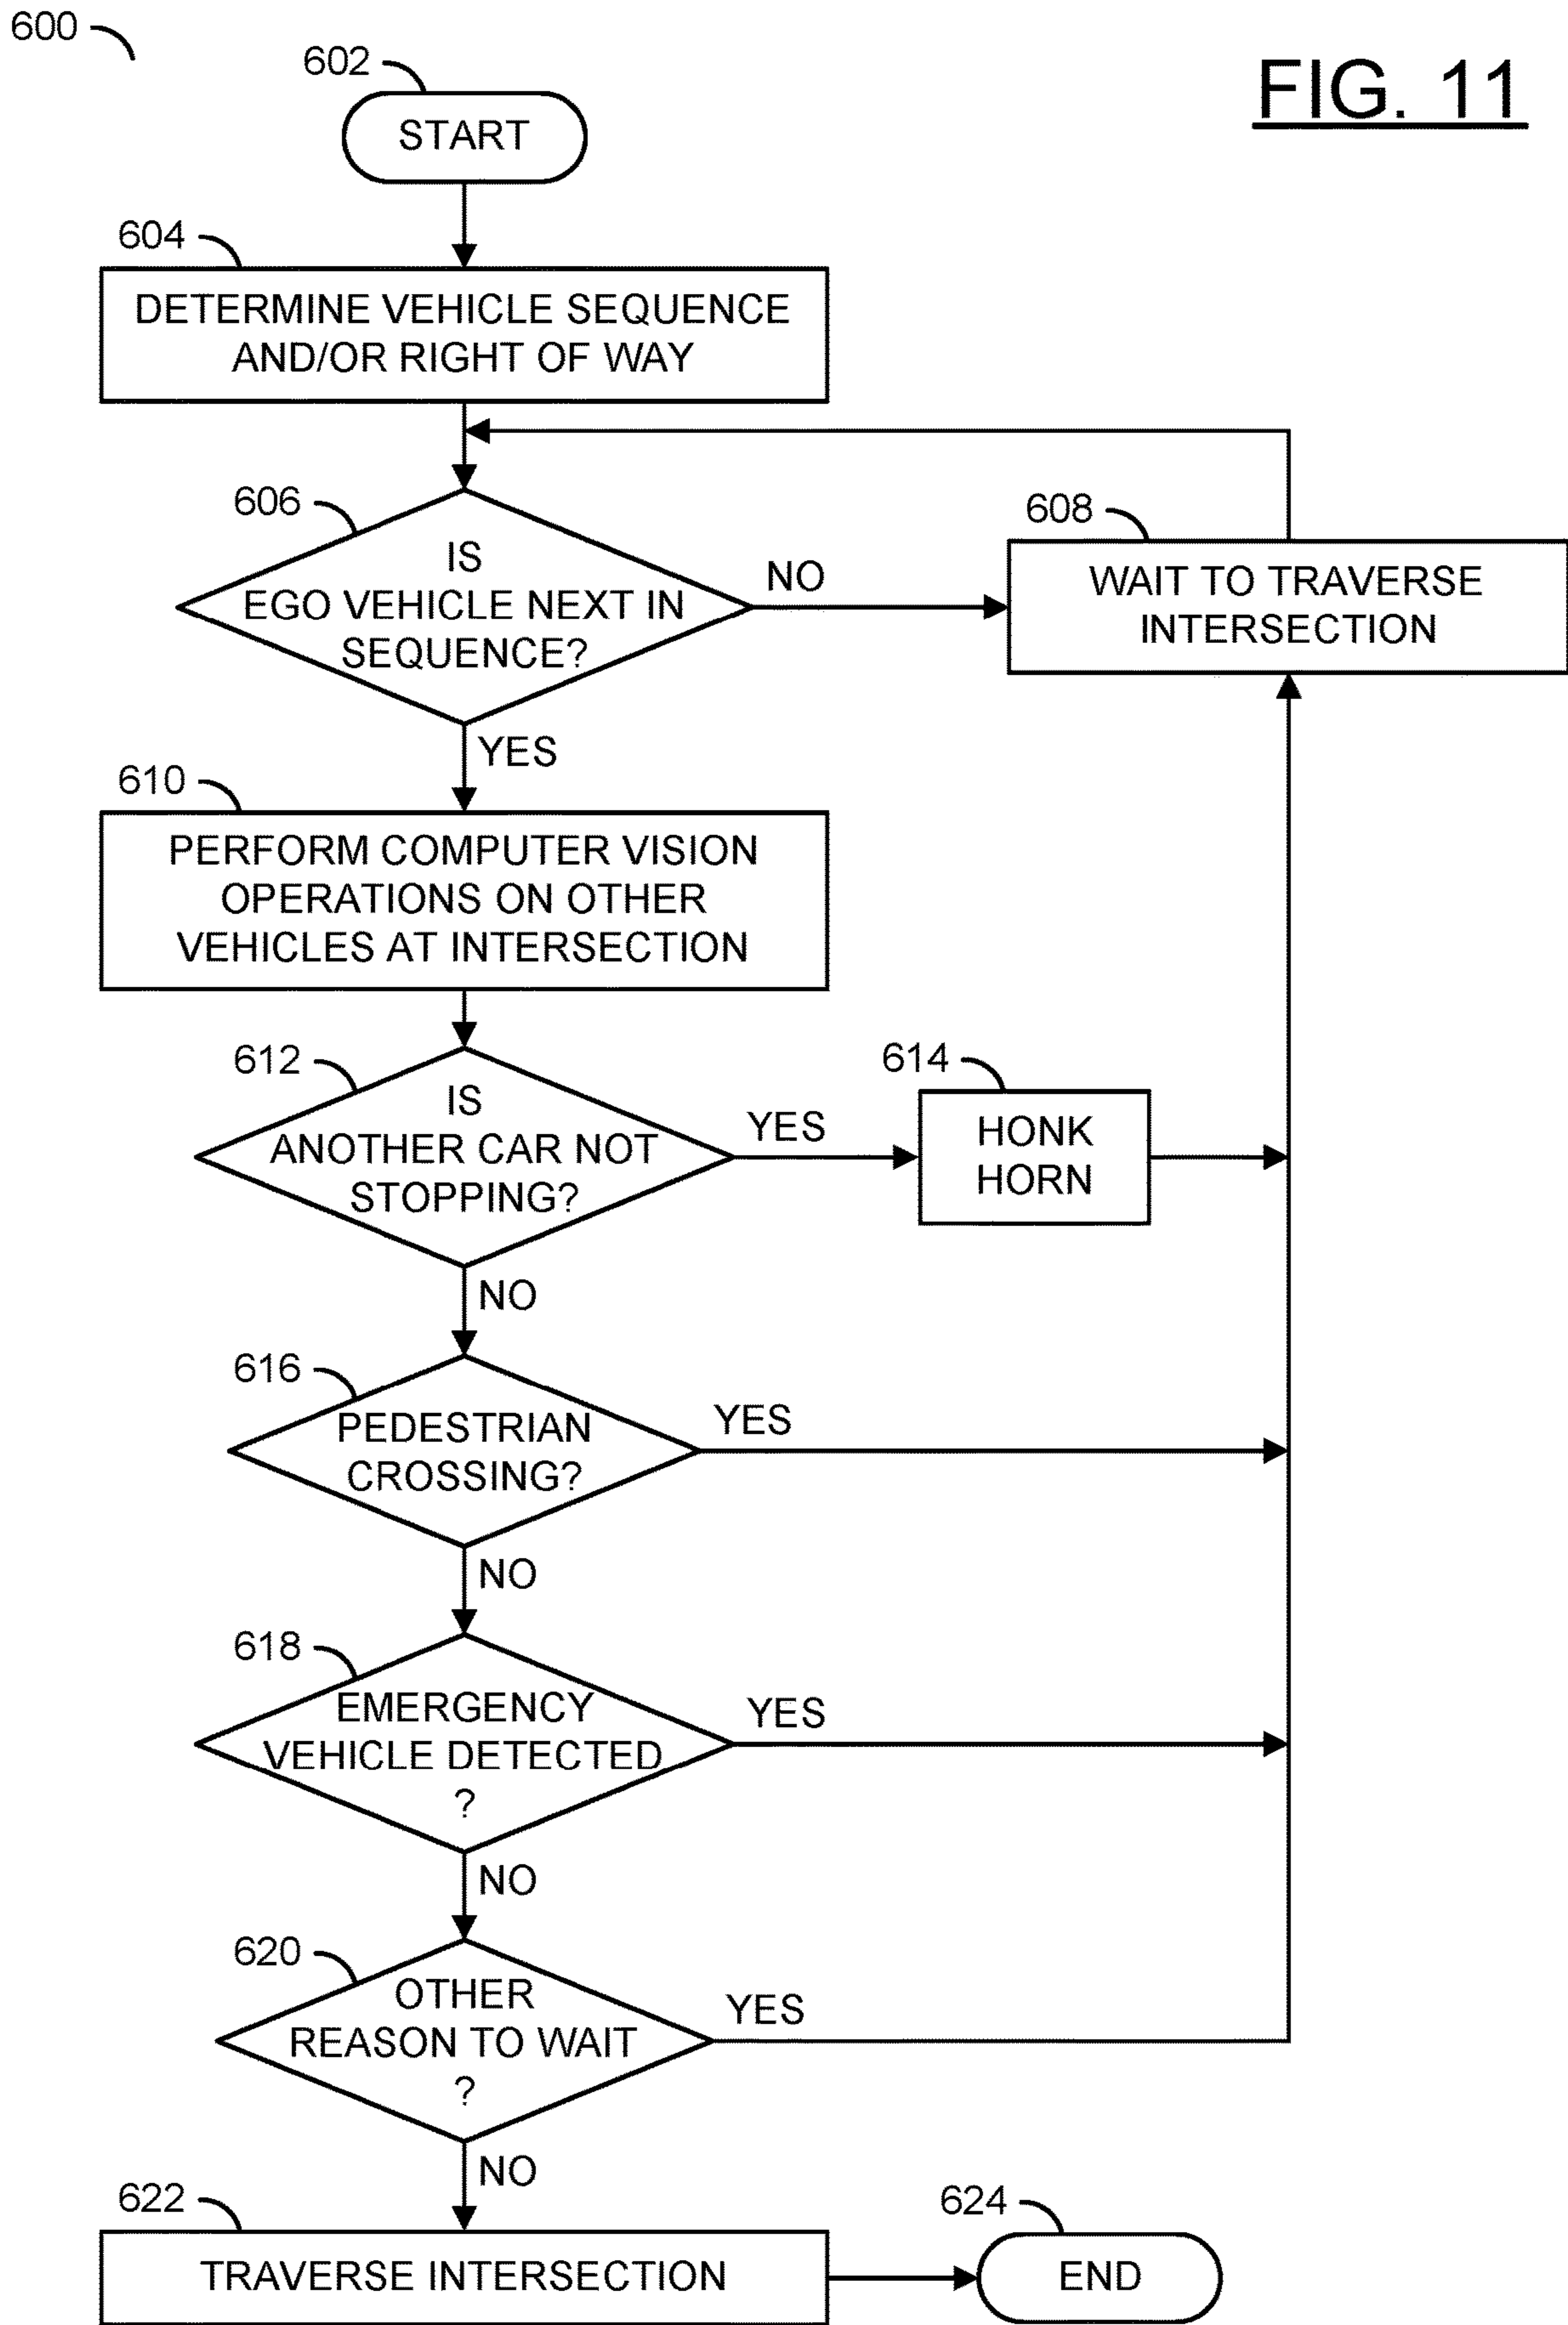 600
FIG. 11
602
START
604
DETERMINE VEHICLE SEQUENCE
AND/OR RIGHT OF WAY
606
IS
EGO VEHICLE NEXT IN
SEQUENCE?
NO
608
WAIT TO TRAVERSE
INTERSECTION
YES
610
PERFORM COMPUTER VISION
OPERATIONS ON OTHER
VEHICLES AT INTERSECTION
612
IS
ANOTHER CAR NOT
STOPPING?
YES
614
HONK
HORN
NO
616
PEDESTRIAN
CROSSING?
YES
NO
618
EMERGENCY
VEHICLE DETECTED
?
YES
NO
620
OTHER
REASON TO WAIT
?
YES
NO
622
TRAVERSE INTERSECTION
624
END